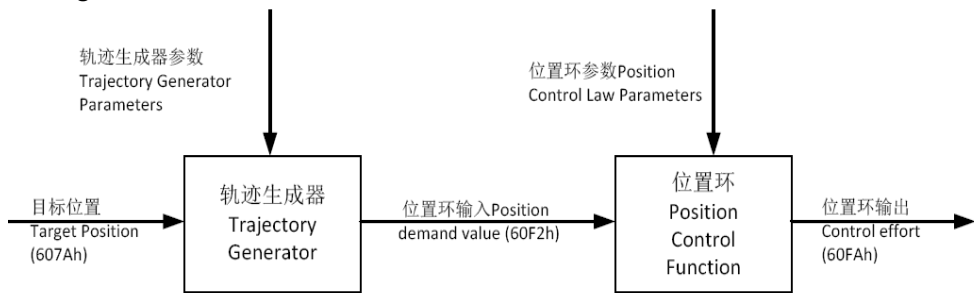 轨迹生成器参数
Trajectory Generator
Parameters
位置环参数Position
Control Law Parameters
目标位置
Target Position
(607Ah)
轨迹生成器
Trajectory
Generator
位置环输入Position
demand value (60F2h)
位置环
Position
Control
Function
位置环输出
Control effort
(60FAh)